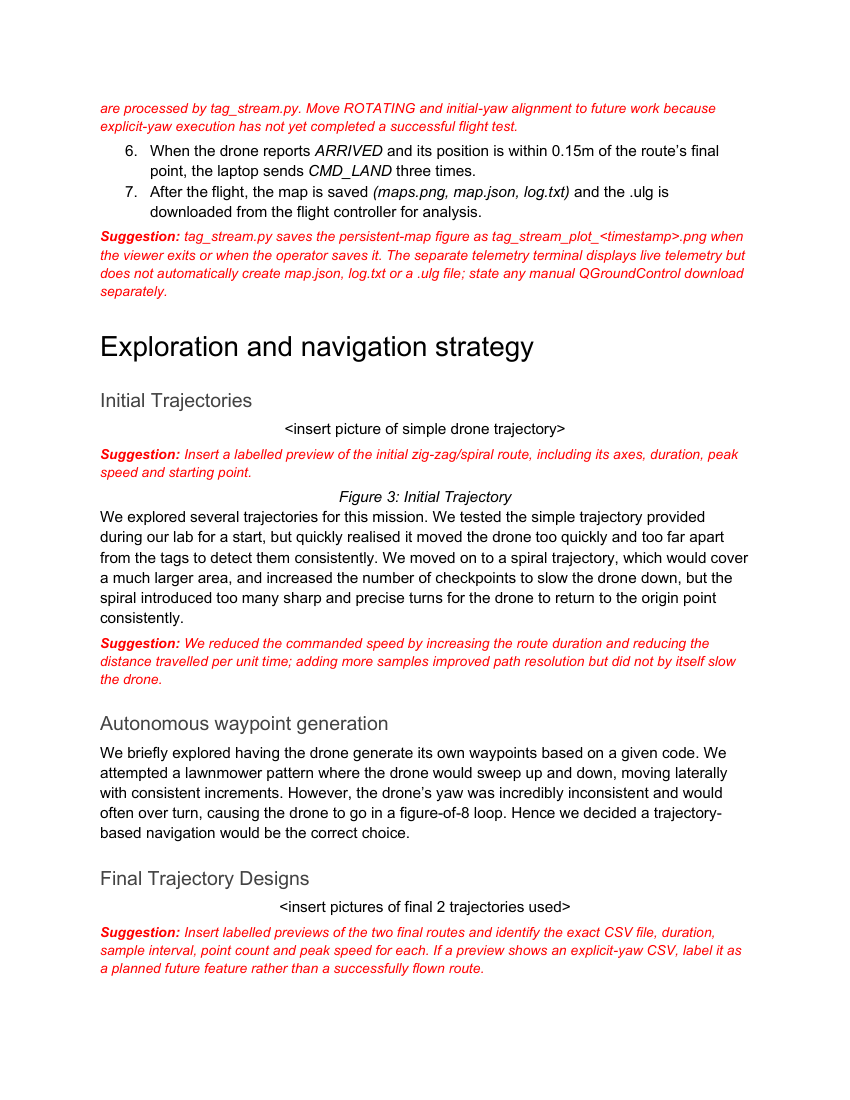 are processed by tag_stream.py. Move ROTATING and initial-yaw alignment to future work because
explicit-yaw execution has not yet completed a successful flight test.
6. When the drone reports ARRIVED and its position is within 0.15m of the route’s final
point, the laptop sends CMD_LAND three times.
7. After the flight, the map is saved (maps.png, map.json, log.txt) and the .ulg is
downloaded from the flight controller for analysis.
Suggestion: tag_stream.py saves the persistent-map figure as tag_stream_plot_<timestamp>.png when
the viewer exits or when the operator saves it. The separate telemetry terminal displays live telemetry but
does not automatically create map.json, log.txt or a .ulg file; state any manual QGroundControl download
separately.
Exploration and navigation strategy
Initial Trajectories
<insert picture of simple drone trajectory>
Suggestion: Insert a labelled preview of the initial zig-zag/spiral route, including its axes, duration, peak
speed and starting point.
Figure 3: Initial Trajectory
We explored several trajectories for this mission. We tested the simple trajectory provided
during our lab for a start, but quickly realised it moved the drone too quickly and too far apart
from the tags to detect them consistently. We moved on to a spiral trajectory, which would cover
a much larger area, and increased the number of checkpoints to slow the drone down, but the
spiral introduced too many sharp and precise turns for the drone to return to the origin point
consistently.
Suggestion: We reduced the commanded speed by increasing the route duration and reducing the
distance travelled per unit time; adding more samples improved path resolution but did not by itself slow
the drone.
Autonomous waypoint generation
We briefly explored having the drone generate its own waypoints based on a given code. We
attempted a lawnmower pattern where the drone would sweep up and down, moving laterally
with consistent increments. However, the drone’s yaw was incredibly inconsistent and would
often over turn, causing the drone to go in a figure-of-8 loop. Hence we decided a trajectory-
based navigation would be the correct choice.
Final Trajectory Designs
<insert pictures of final 2 trajectories used>
Suggestion: Insert labelled previews of the two final routes and identify the exact CSV file, duration,
sample interval, point count and peak speed for each. If a preview shows an explicit-yaw CSV, label it as
a planned future feature rather than a successfully flown route.